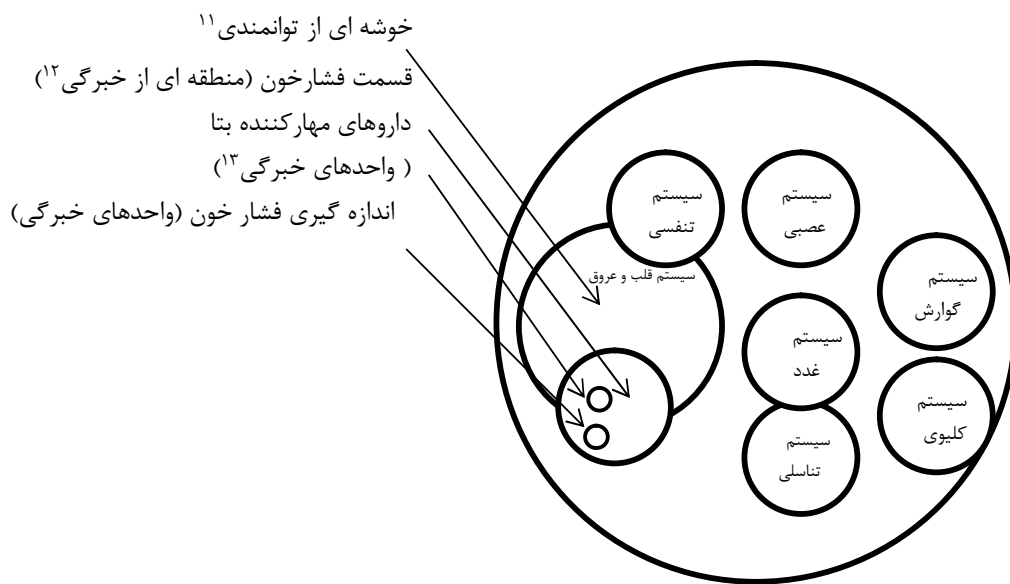 خوشه ای از توانمندی۱۱
قسمت فشارخون (منطقه ای از خبرگی۱۲)
داروهای مهارکننده بتا
( واحدهای خبرگی۱۳)
اندازه گیری فشار خون (واحدهای خبرگی)
سیستم
عصبی
سیستم
تنفسی
سیستم قلب و عروق
سیستم
گوارش
سیستم
غدد
سیستم
کلیوی
سیستم
تناسلی